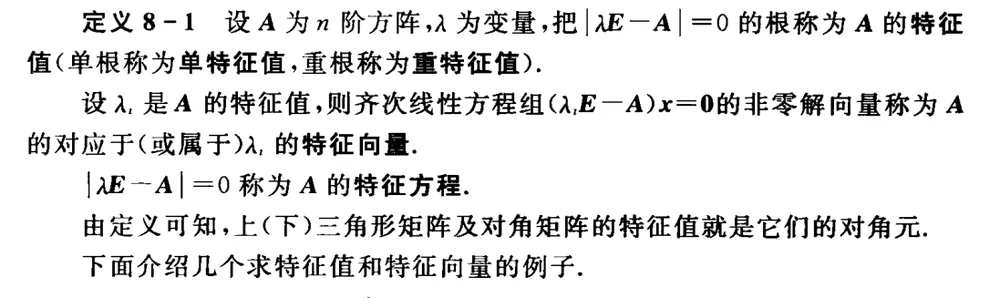 定义 8-1 设 A 为 n 阶方阵,λ 为变量,把|λE-A|=0 的根称为 A 的特征
值(单根称为单特征值,重根称为重特征值).
设 λᵢ 是 A 的特征值,则齐次线性方程组(λᵢE-A)x=0的非零解向量称为 A
的对应于(或属于)λᵢ 的特征向量.
|λE-A|=0 称为 A 的特征方程.
由定义可知,上(下)三角形矩阵及对角矩阵的特征值就是它们的对角元.
下面介绍几个求特征值和特征向量的例子.